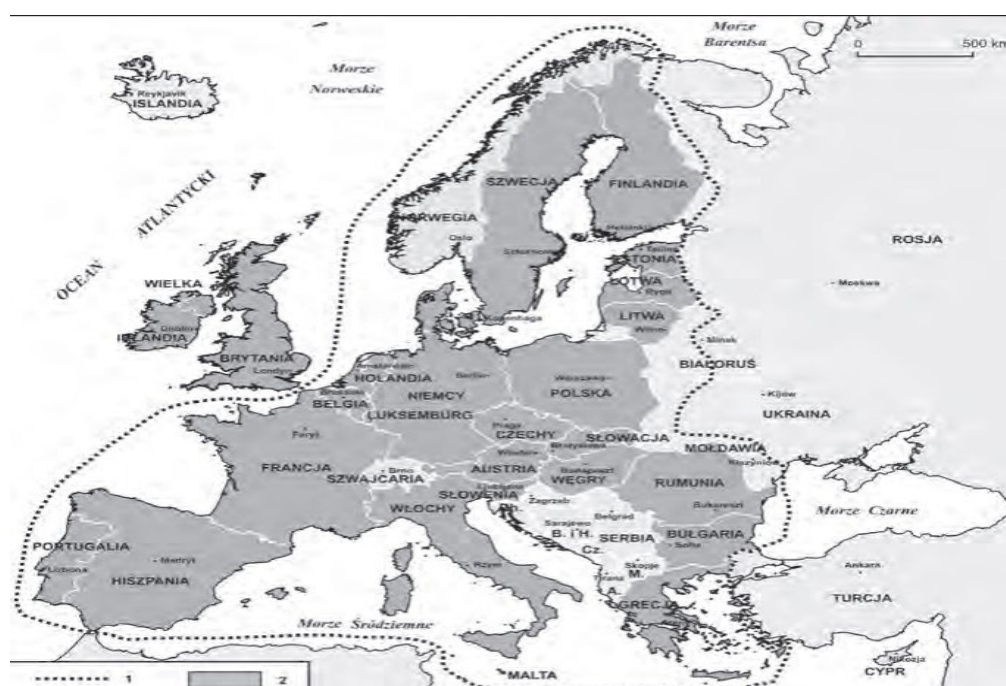 Morze
Barentsa
0 500 km
Morze
Norweskie
Reykjavik
ISLANDIA
OCEAN
ATLANTYCKI
SZWECJA
FINLANDIA
NORWEGIA
Oslo
Helsinki
Sztokholm
Tallin
ESTONIA
ŁOTWA
Ryga
LITWA
Wilno
ROSJA
Moskwa
WIELKA
BRYTANIA
Londyn
Dublin
IRLANDIA
Kopenhaga
Mińsk
BIAŁORUŚ
Amsterdam
HOLANDIA
Berlin
NIEMCY
Warszawa
POLSKA
Bruksela
BELGIA
LUKSEMBURG
Kijów
UKRAINA
Praga
CZECHY
SŁOWACJA
Bratysława
Wiedeń
AUSTRIA
Budapeszt
WĘGRY
MOŁDAWIA
Kiszyniów
Paryż
FRANCJA
Brno
SZWAJCARIA
Ljubljana
SŁOWENIA
Zagrzeb
Ch.
RUMUNIA
Bukareszt
WŁOCHY
Belgrad
Sarajewo
B. i H.
SERBIA
Cz.
BUŁGARIA
Sofia
Morze Czarne
Skopje
M.
Tirana
A.
GRECJA
Rzym
PORTUGALIA
Lizbona
Madryt
HISZPANIA
Ankara
TURCJA
Morze Śródziemne
MALTA
Nikozja
CYPR
1 2